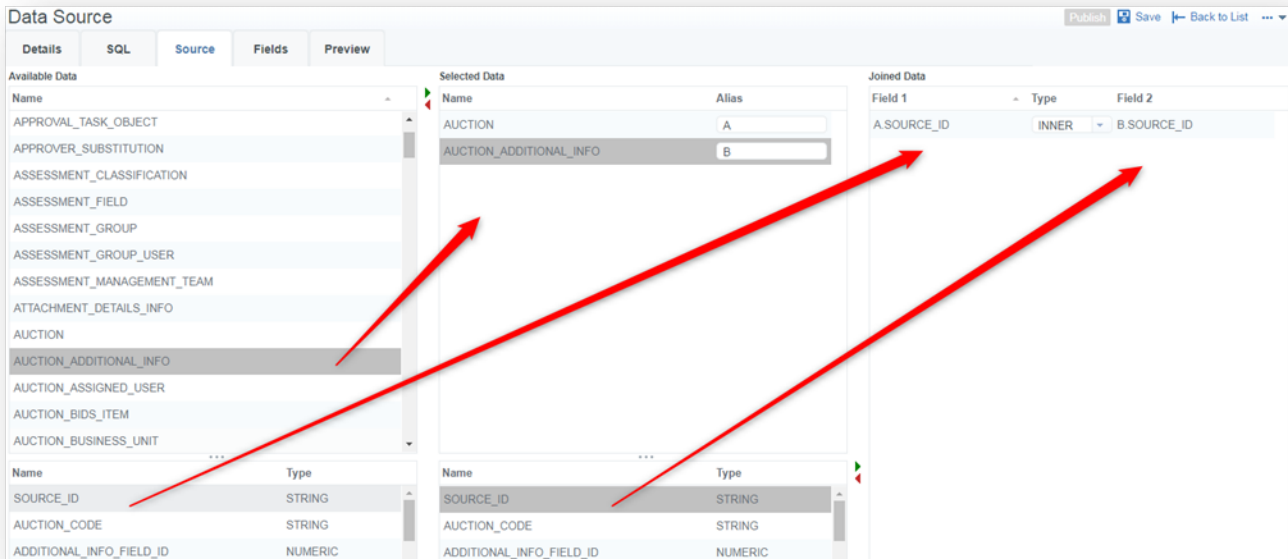 Data Source
Publish Save Back to List
Details SQL Source Fields Preview
Available Data
Name
APPROVAL_TASK_OBJECT
APPROVER_SUBSTITUTION
ASSESSMENT_CLASSIFICATION
ASSESSMENT_FIELD
ASSESSMENT_GROUP
ASSESSMENT_GROUP_USER
ASSESSMENT_MANAGEMENT_TEAM
ATTACHMENT_DETAILS_INFO
AUCTION
AUCTION_ADDITIONAL_INFO
AUCTION_ASSIGNED_USER
AUCTION_BIDS_ITEM
AUCTION_BUSINESS_UNIT
Name Type
SOURCE_ID STRING
AUCTION_CODE STRING
ADDITIONAL_INFO_FIELD_ID NUMERIC
Selected Data
Name Alias
AUCTION A
AUCTION_ADDITIONAL_INFO B
Name Type
SOURCE_ID STRING
AUCTION_CODE STRING
ADDITIONAL_INFO_FIELD_ID NUMERIC
Joined Data
Field 1 Type Field 2
A.SOURCE_ID INNER B.SOURCE_ID